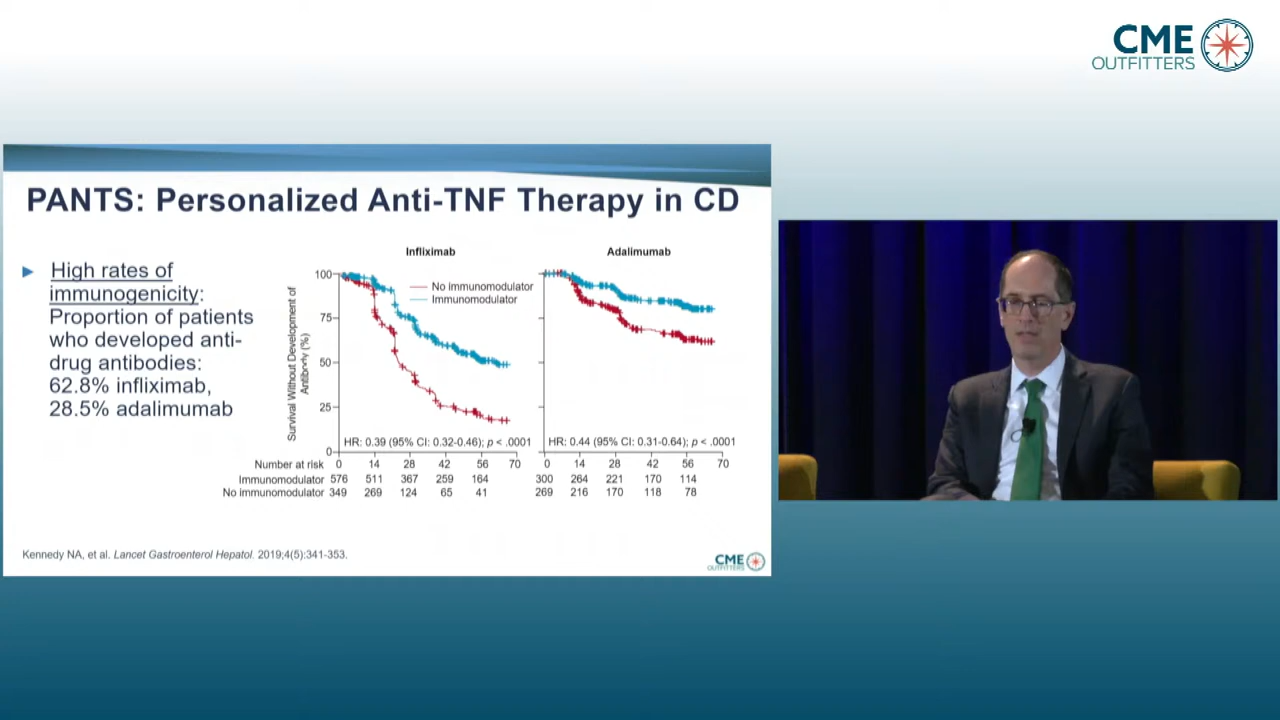 CME
OUTFITTERS
PANTS: Personalized Anti-TNF Therapy in CD
High rates of
immunogenicity:
Proportion of patients
who developed anti-
drug antibodies:
62.8% infliximab,
28.5% adalimumab
Infliximab
Survival Without Development of
Antibody (%)
100
75
50
25
0
No immunomodulator
Immunomodulator
HR: 0.39 (95% CI: 0.32-0.46); p < .0001
Adalimumab
HR: 0.44 (95% CI: 0.31-0.64); p < .0001
Number at risk 0 14 28 42 56 70 0 14 28 42 56 70
Immunomodulator 576 511 367 259 164 300 264 221 170 114
No immunomodulator 349 269 124 65 41 269 216 170 118 78
Kennedy NA, et al. Lancet Gastroenterol Hepatol. 2019;4(5):341-353.
CME
OUTFITTERS